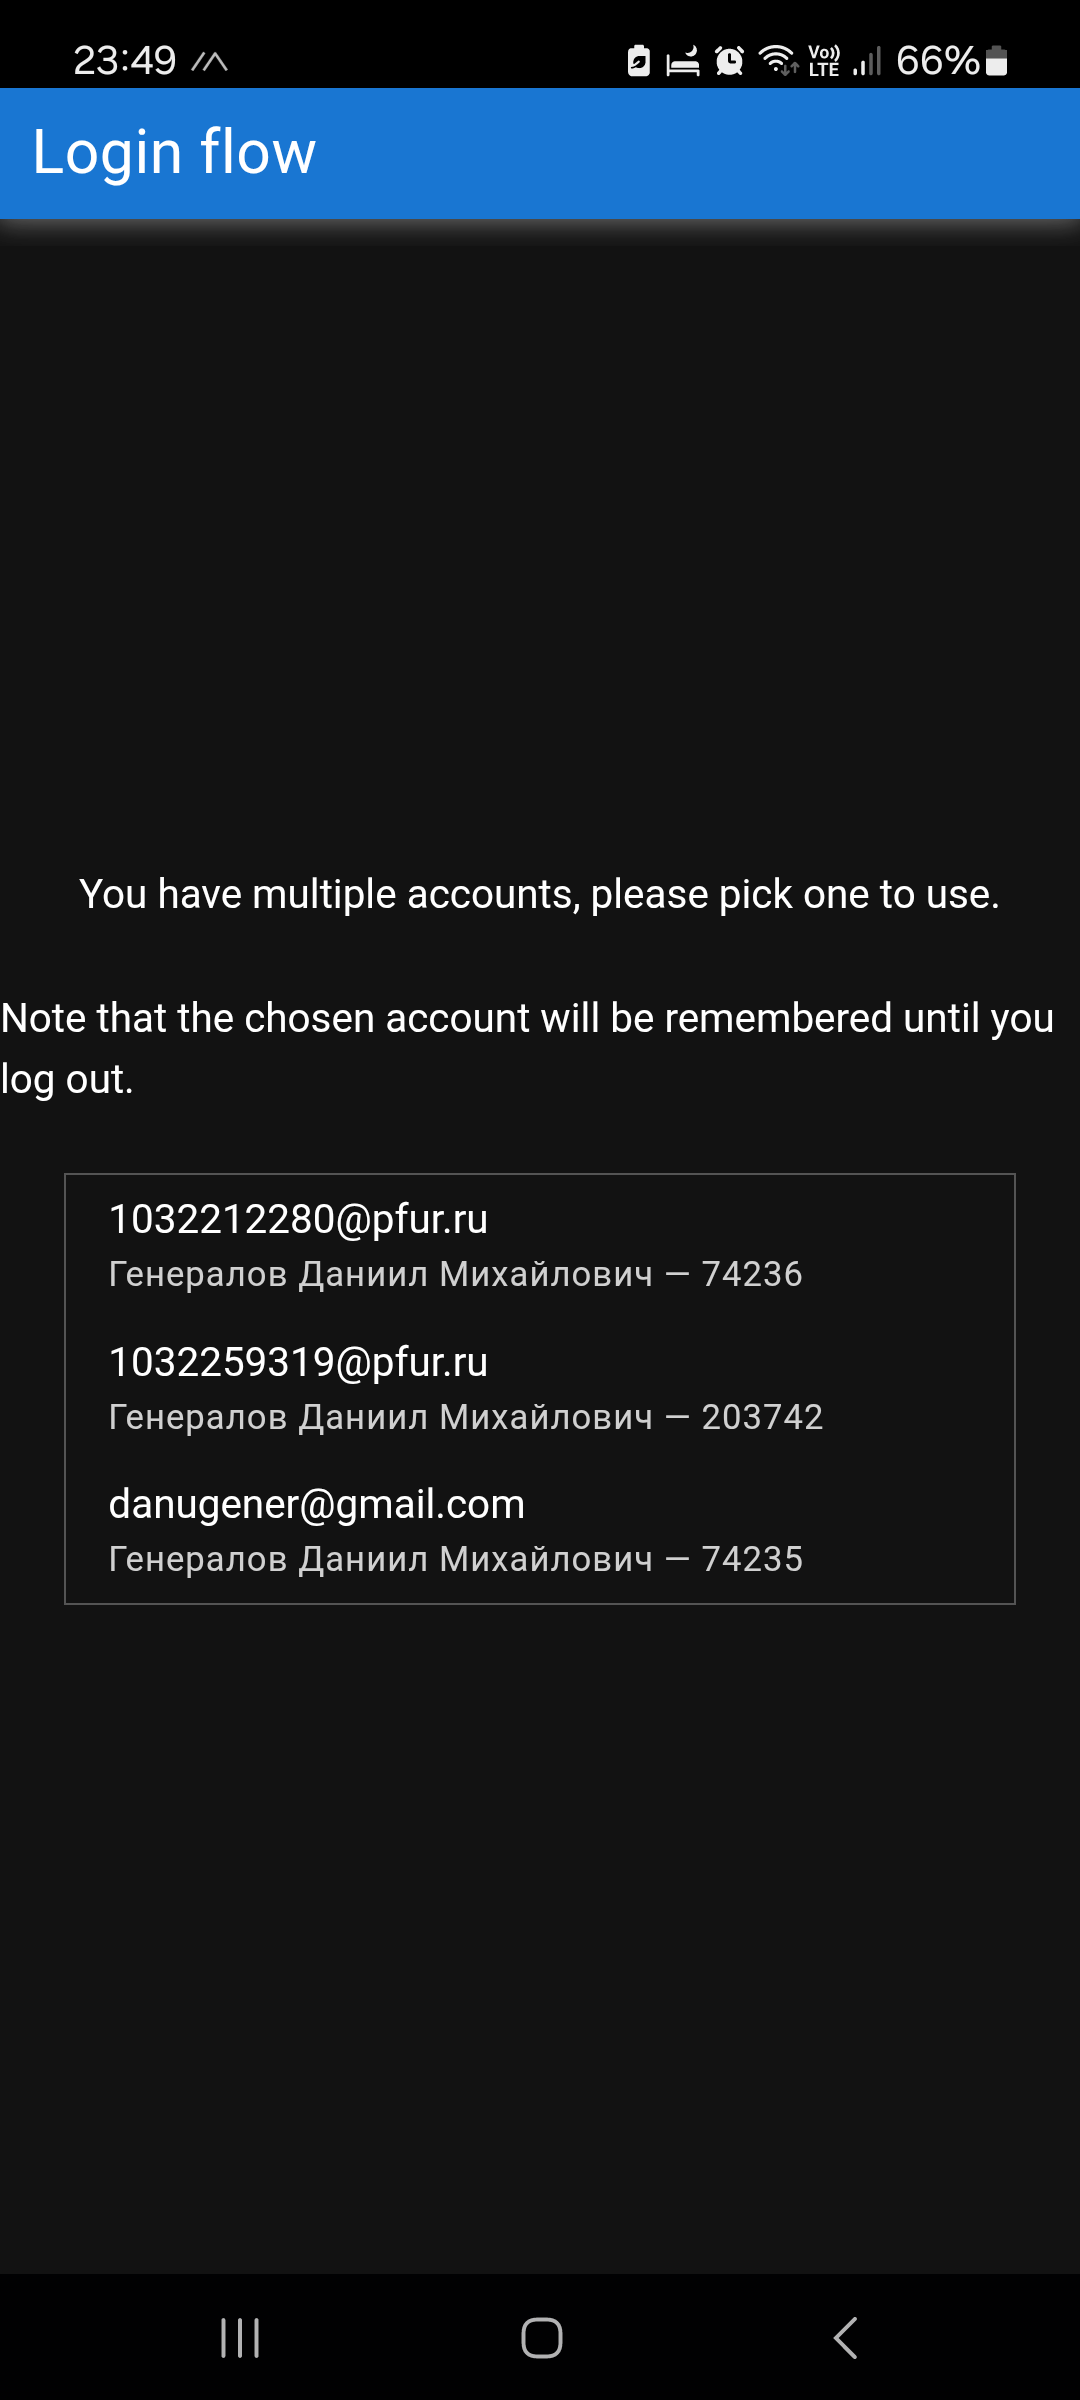 23:49
Vo)) LTE
66%
Login flow
You have multiple accounts, please pick one to use.
Note that the chosen account will be remembered until you
log out.
1032212280@pfur.ru
Генералов Даниил Михайлович — 74236
1032259319@pfur.ru
Генералов Даниил Михайлович — 203742
danugener@gmail.com
Генералов Даниил Михайлович — 74235